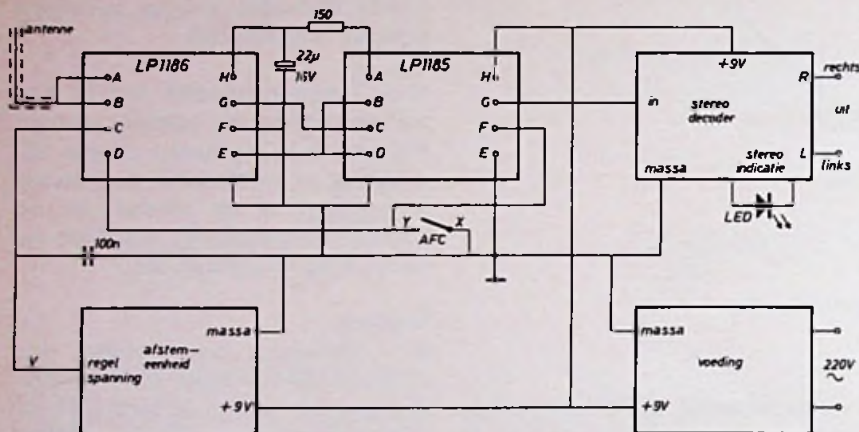 antenne
LP1186
A
B
C
D
H
G
F
E
150
22µ
16V
LP1185
A
B
C
D
H
G
F
E
+9V
in
stereo
decoder
R
L
massa
stereo
indicatie
rechts
uit
links
LED
Y
X
AFC
100n
V
massa
regel
spanning
afstem-
eenheid
+9V
massa
voeding
+9V
220V
~